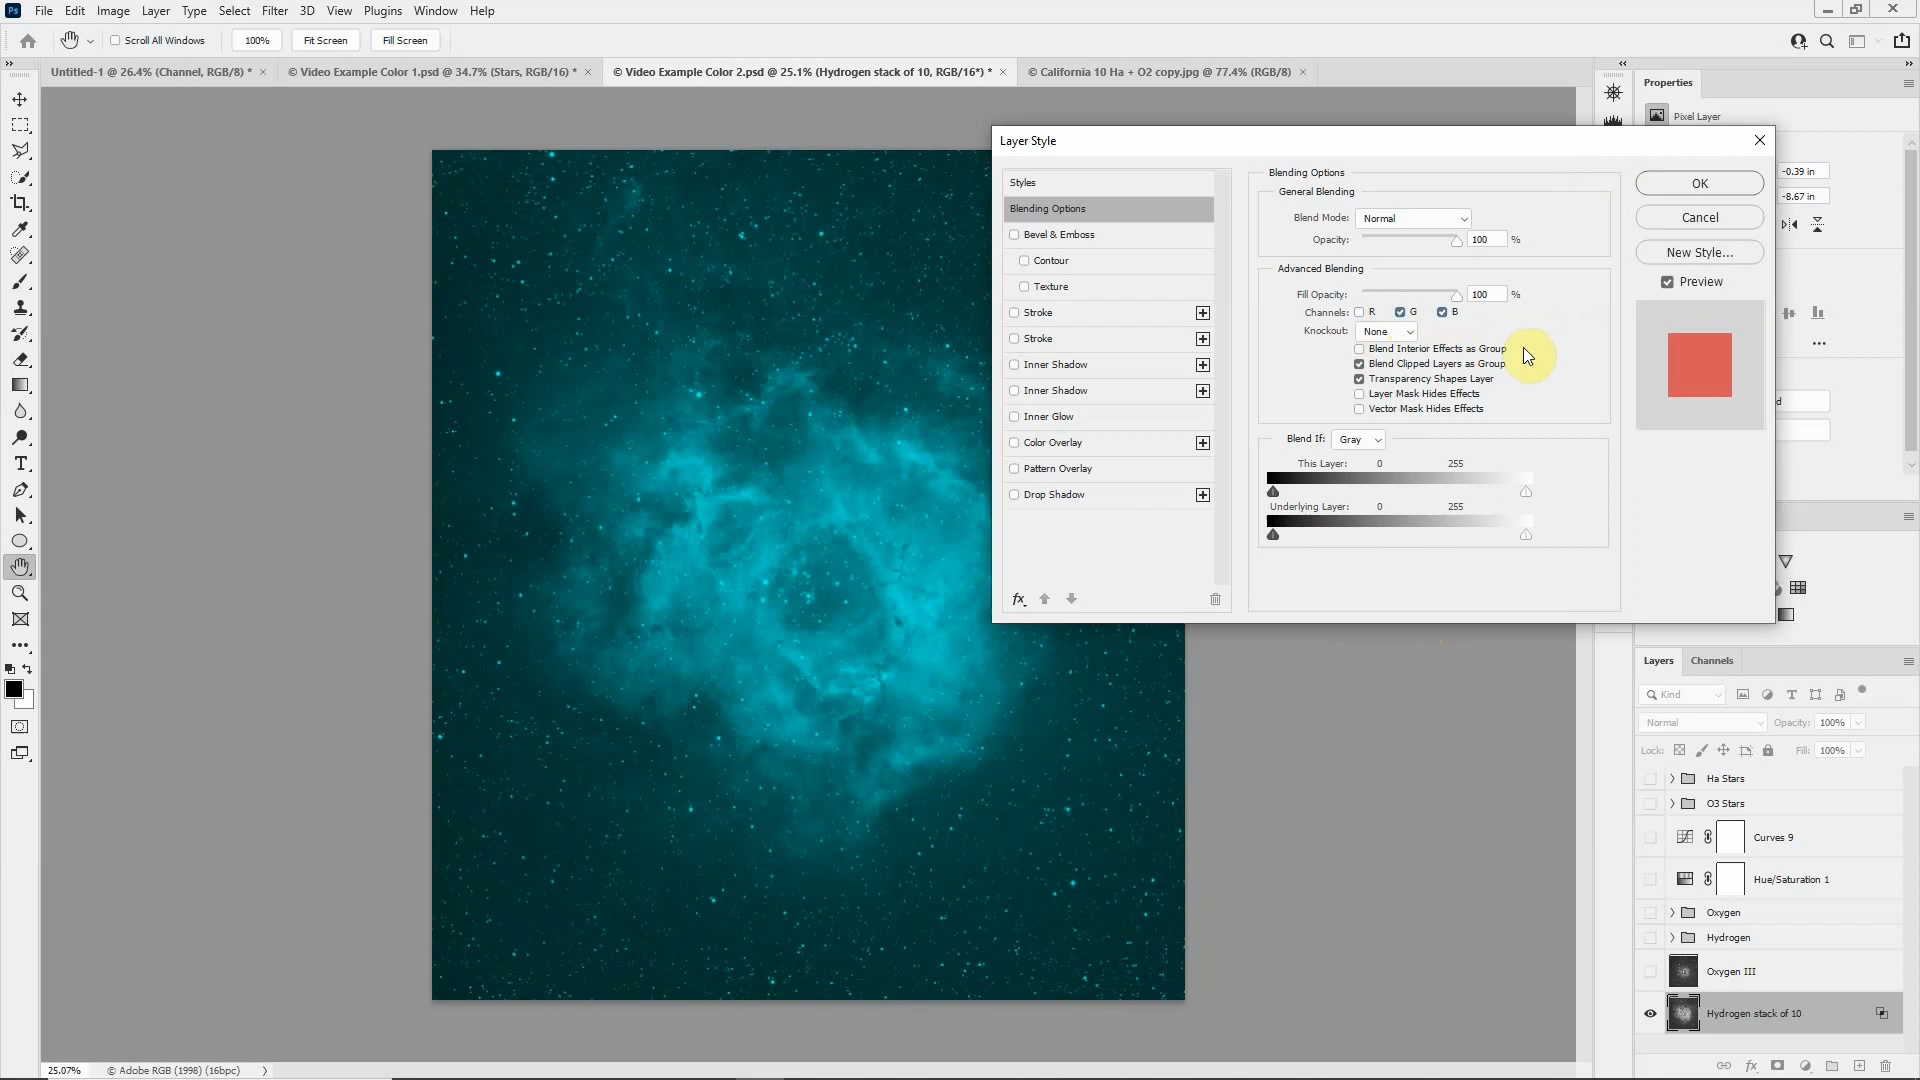 Ps File Edit Image Layer Type Select Filter 3D View Plugins Window Help
Scroll All Windows 100% Fit Screen Fill Screen
Untitled-1 @ 26.4% (Channel, RGB/8) * © Video Example Color 1.psd @ 34.7% (Stars, RGB/16) * © Video Example Color 2.psd @ 25.1% (Hydrogen stack of 10, RGB/16*) * © California 10 Ha + O2 copy.jpg @ 77.4% (RGB/8)
Properties
Pixel Layer
-0.39 in
-8.67 in
Layer Style
Styles
Blending Options
Bevel & Emboss
Contour
Texture
Stroke
Stroke
Inner Shadow
Inner Shadow
Inner Glow
Color Overlay
Pattern Overlay
Drop Shadow
fx
Blending Options
General Blending
Blend Mode: Normal
Opacity: 100 %
Advanced Blending
Fill Opacity: 100 %
Channels: R G B
Knockout: None
Blend Interior Effects as Group
Blend Clipped Layers as Group
Transparency Shapes Layer
Layer Mask Hides Effects
Vector Mask Hides Effects
Blend If: Gray
This Layer: 0 255
Underlying Layer: 0 255
OK
Cancel
New Style...
Preview
Layers Channels
Kind
Normal Opacity: 100%
Lock: Fill: 100%
Ha Stars
O3 Stars
Curves 9
Hue/Saturation 1
Oxygen
Hydrogen
Oxygen III
Hydrogen stack of 10
fx
25.07% © Adobe RGB (1998) (16bpc)